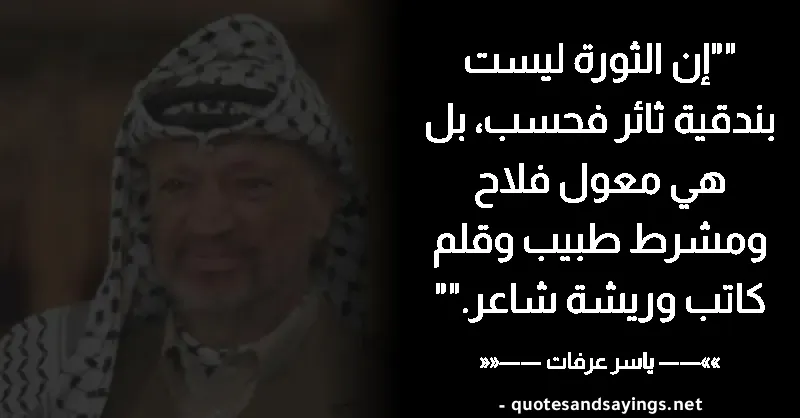 ""إن الثورة ليست
بندقية ثائر فحسب، بل
هي معول فلاح
ومشرط طبيب وقلم
كاتب وريشة شاعر.""
»»—— ياسر عرفات ——««
- quotesandsayings.net